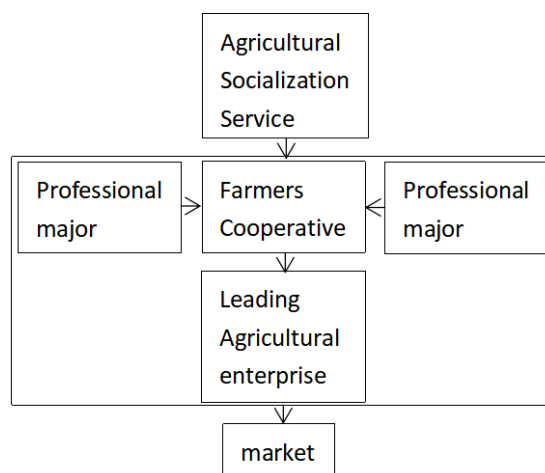 Agricultural
Socialization
Service
Professional
major
Farmers
Cooperative
Professional
major
Leading
Agricultural
enterprise
market